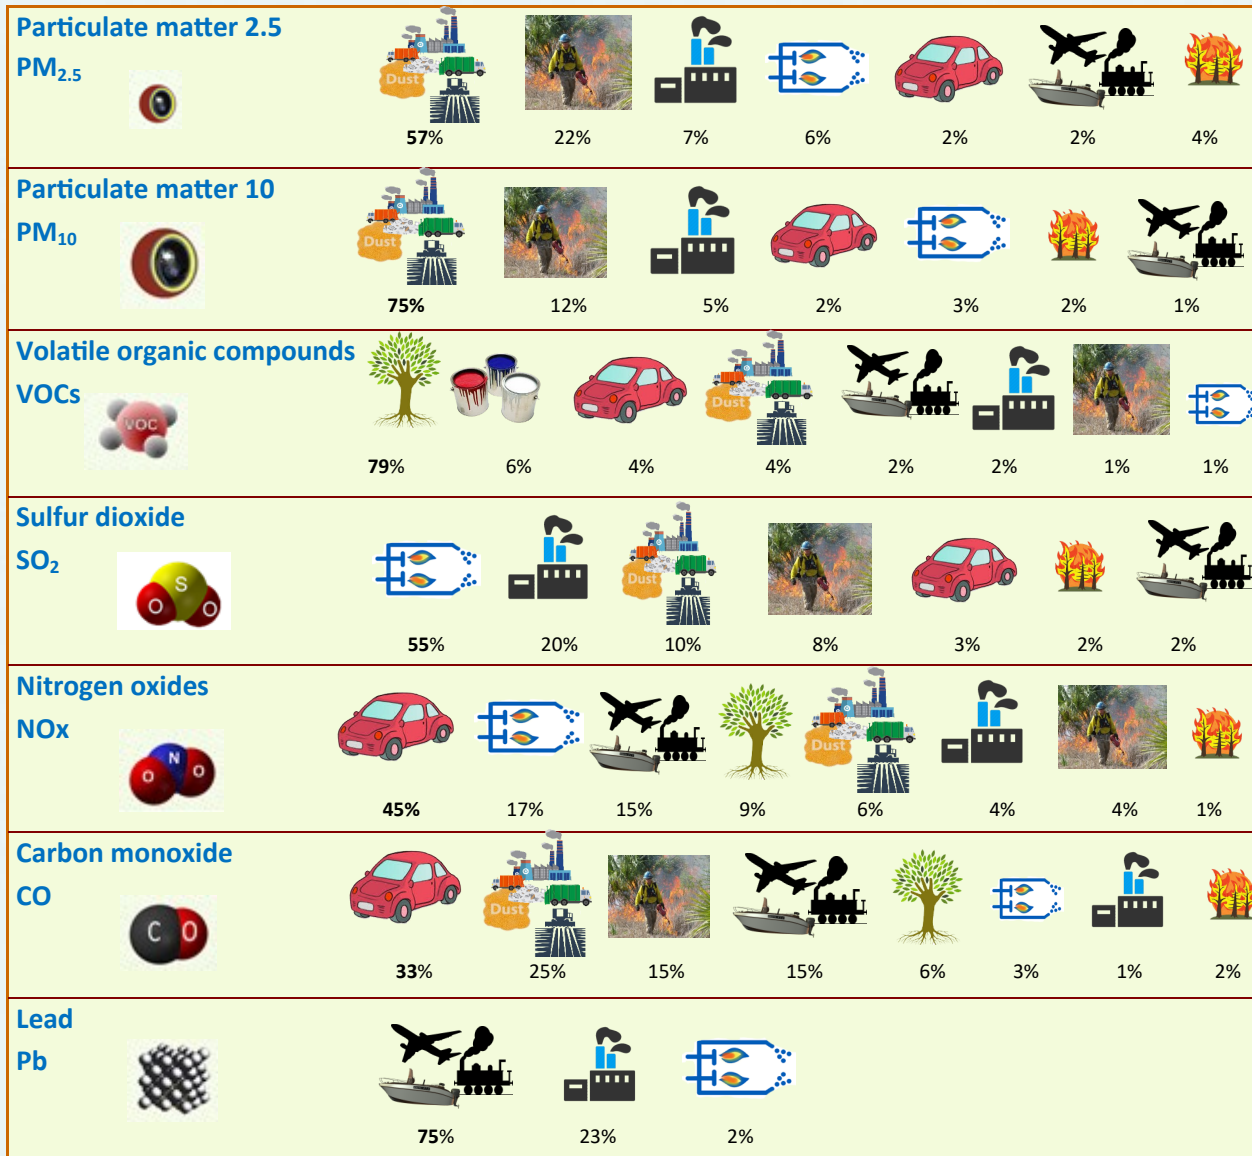 Particulate matter 2.5
PM2.5
Dust
57% 22% 7% 6% 2% 2% 4%
Particulate matter 10
PM10
Dust
75% 12% 5% 2% 3% 2% 1%
Volatile organic compounds
VOCs
VOC
Dust
79% 6% 4% 4% 2% 2% 1% 1%
Sulfur dioxide
SO2
O S O
Dust
55% 20% 10% 8% 3% 2% 2%
Nitrogen oxides
NOx
O N O
Dust
45% 17% 15% 9% 6% 4% 4% 1%
Carbon monoxide
CO
C O
Dust
33% 25% 15% 15% 6% 3% 1% 2%
Lead
Pb
75% 23% 2%